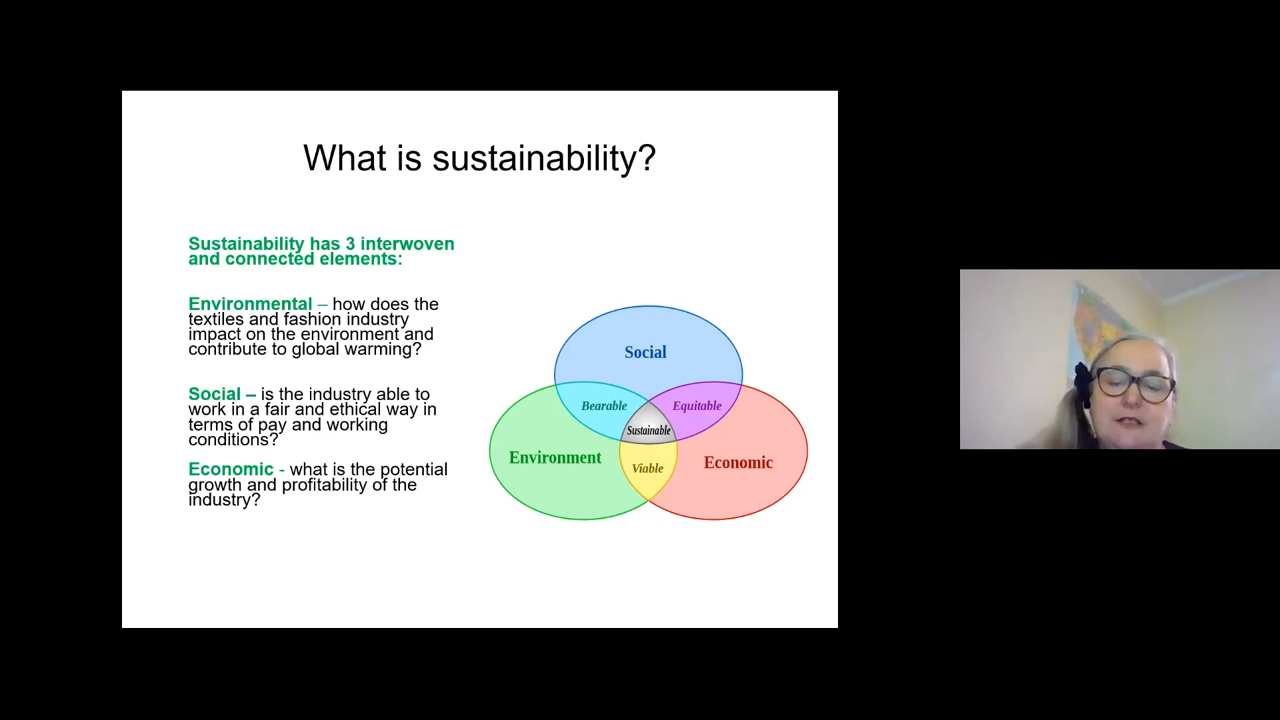 What is sustainability?
Sustainability has 3 interwoven
and connected elements:
Environmental – how does the
textiles and fashion industry
impact on the environment and
contribute to global warming?
Social – is the industry able to
work in a fair and ethical way in
terms of pay and working
conditions?
Economic - what is the potential
growth and profitability of the
industry?
Social
Bearable
Equitable
Sustainable
Environment
Economic
Viable